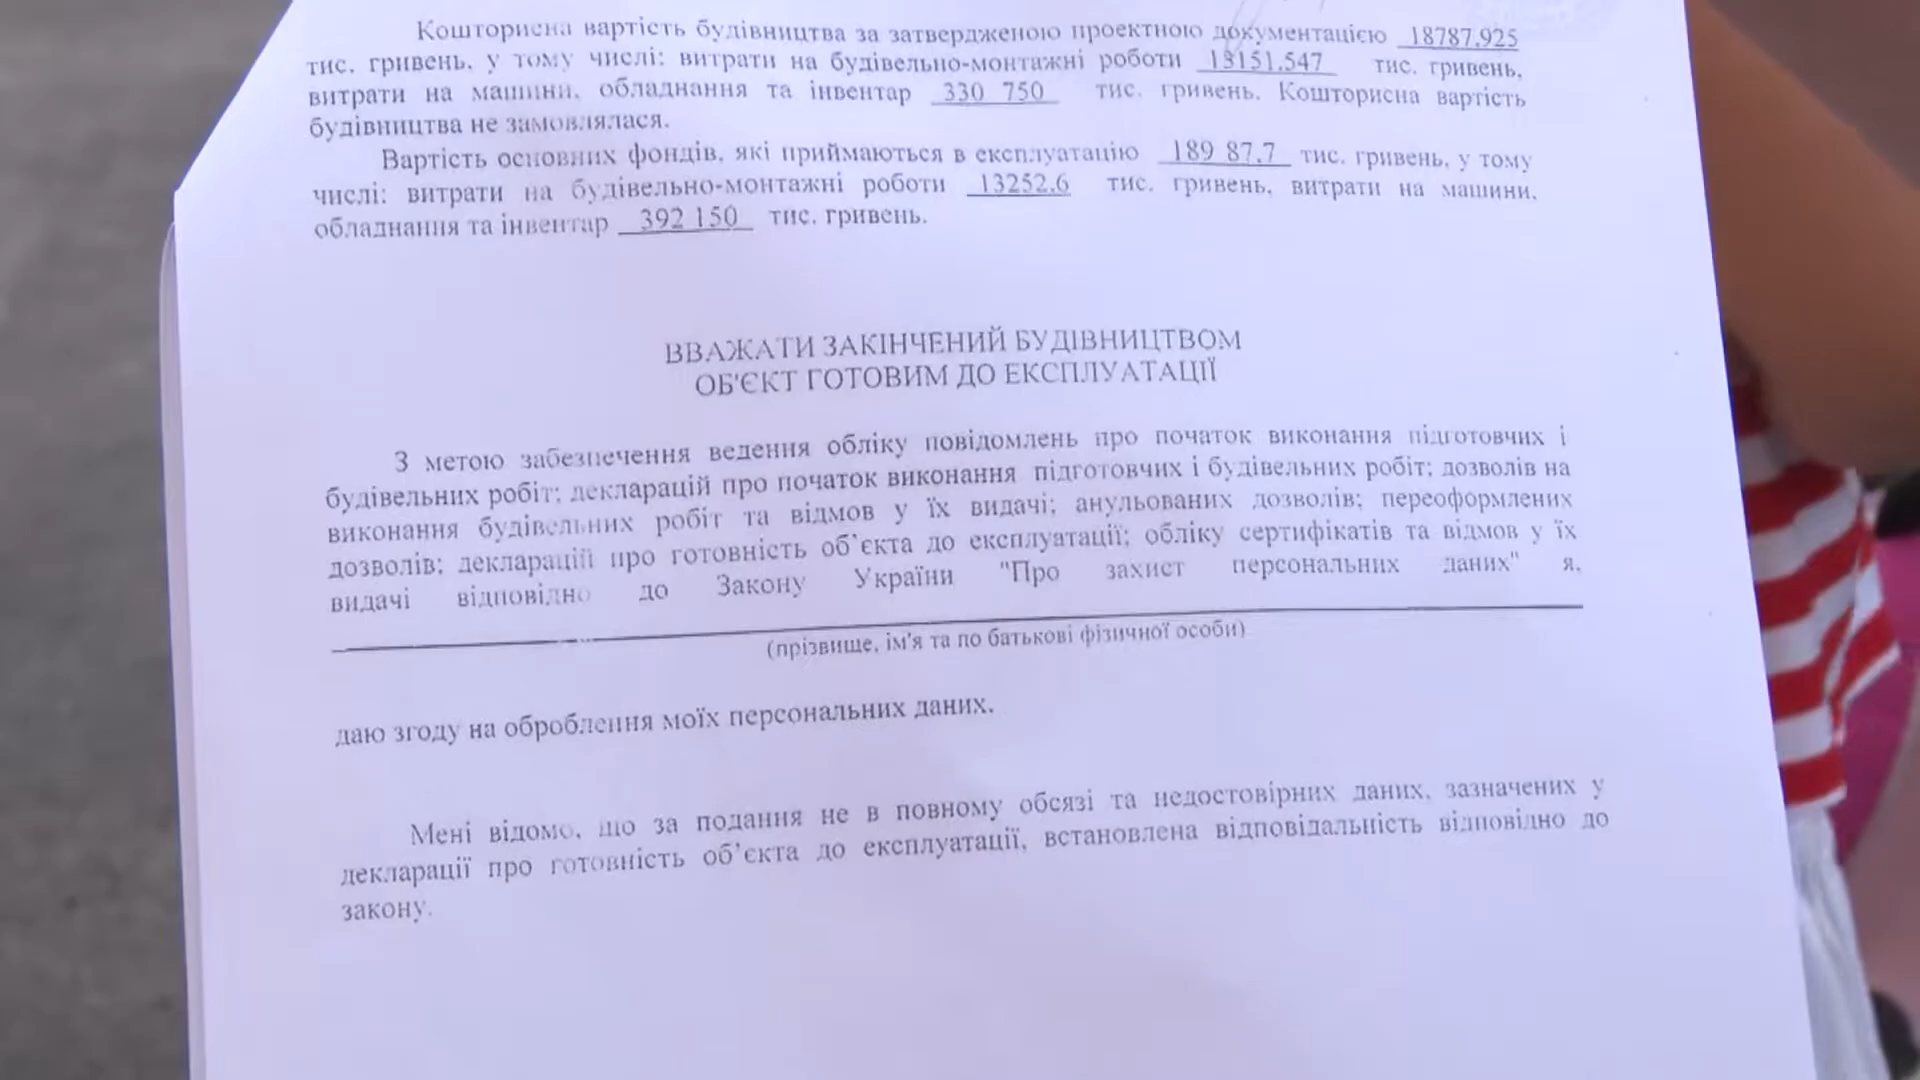 Кошторисна вартість будівництва за затвердженою проектною документацією 18787,925
тис. гривень, у тому числі: витрати на будівельно-монтажні роботи 13151,547 тис. гривень,
витрати на машини, обладнання та інвентар 330 750 тис. гривень. Кошторисна вартість
будівництва не замовлялася.
Вартість основних фондів, які приймаються в експлуатацію 189 87,7 тис. гривень, у тому
числі: витрати на будівельно-монтажні роботи 13252,6 тис. гривень, витрати на машини,
обладнання та інвентар 392 150 тис. гривень.
ВВАЖАТИ ЗАКІНЧЕНИЙ БУДІВНИЦТВОМ
ОБ'ЄКТ ГОТОВИМ ДО ЕКСПЛУАТАЦІЇ
З метою забезпечення ведення обліку повідомлень про початок виконання підготовчих і
будівельних робіт; декларацій про початок виконання підготовчих і будівельних робіт; дозволів на
виконання будівельних робіт та відмов у їх видачі; анульованих дозволів; переоформлених
дозволів; декларацій про готовність об'єкта до експлуатації; обліку сертифікатів та відмов у їх
видачі відповідно до Закону України "Про захист персональних даних" я,
(прізвище, ім'я та по батькові фізичної особи)
даю згоду на оброблення моїх персональних даних.
Мені відомо, що за подання не в повному обсязі та недостовірних даних, зазначених у
декларації про готовність об'єкта до експлуатації, встановлена відповідальність відповідно до
закону.